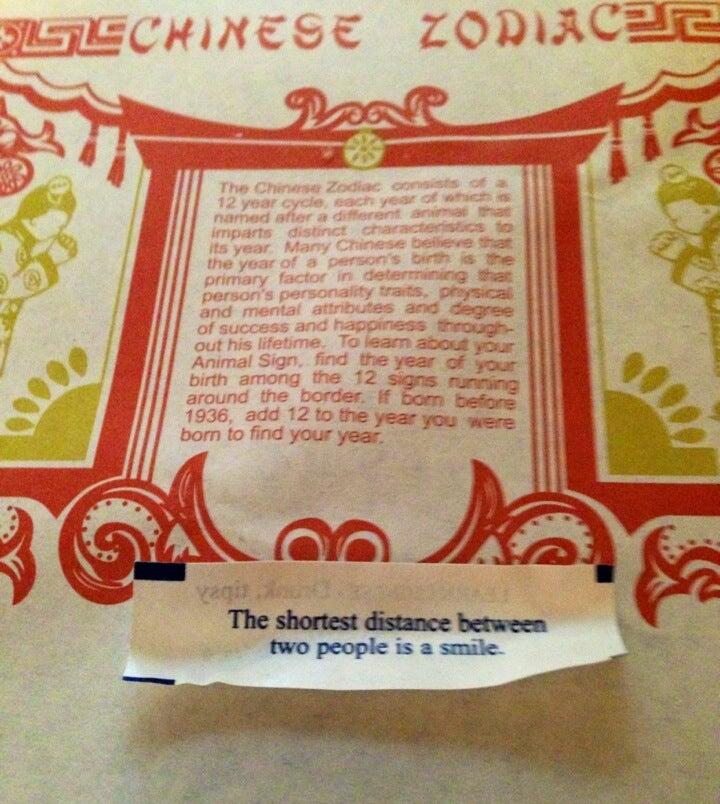 CHINESE ZODIAC
The Chinese Zodiac consists of a
12 year cycle, each year of which is
named after a different animal that
imparts distinct characteristics to
its year. Many Chinese believe that
the year of a person's birth is the
primary factor in determining that
person's personality traits, physical
and mental attributes and degree
of success and happiness through-
out his lifetime. To learn about your
Animal Sign, find the year of your
birth among the 12 signs running
around the border. If born before
1936, add 12 to the year you were
born to find your year.
LEARN CHINESE - Drunk, tipsy
The shortest distance between
two people is a smile.